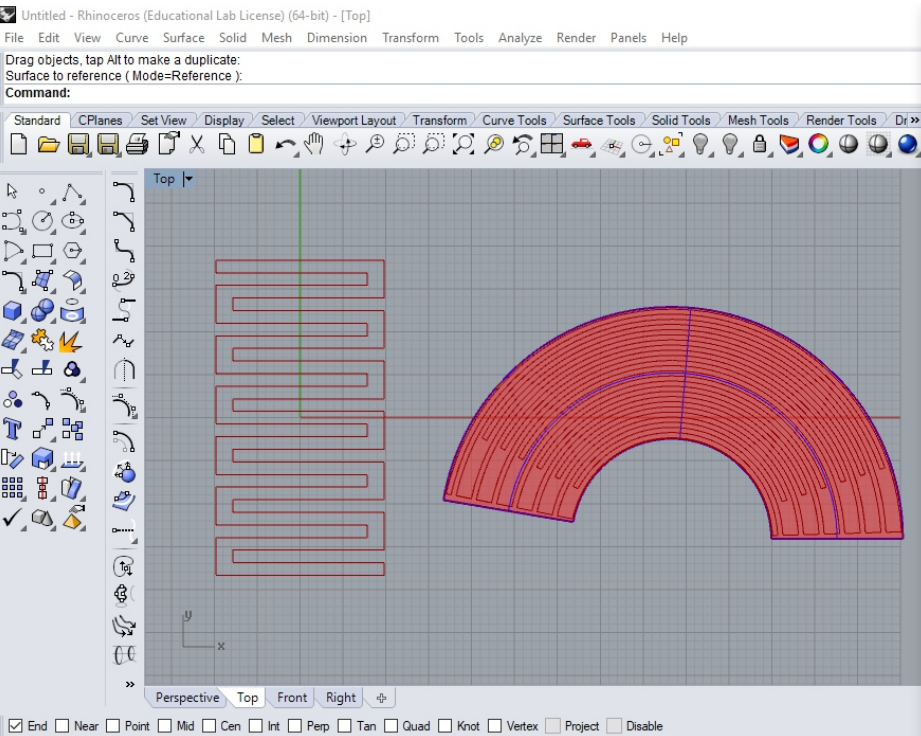 Untitled - Rhinoceros (Educational Lab License) (64-bit) - [Top]
File Edit View Curve Surface Solid Mesh Dimension Transform Tools Analyze Render Panels Help
Drag objects, tap Alt to make a duplicate:
Surface to reference ( Mode=Reference ):
Command:
Standard CPlanes Set View Display Select Viewport Layout Transform Curve Tools Surface Tools Solid Tools Mesh Tools Render Tools Dr »
Top
y
x
Perspective Top Front Right
End Near Point Mid Cen Int Perp Tan Quad Knot Vertex Project Disable